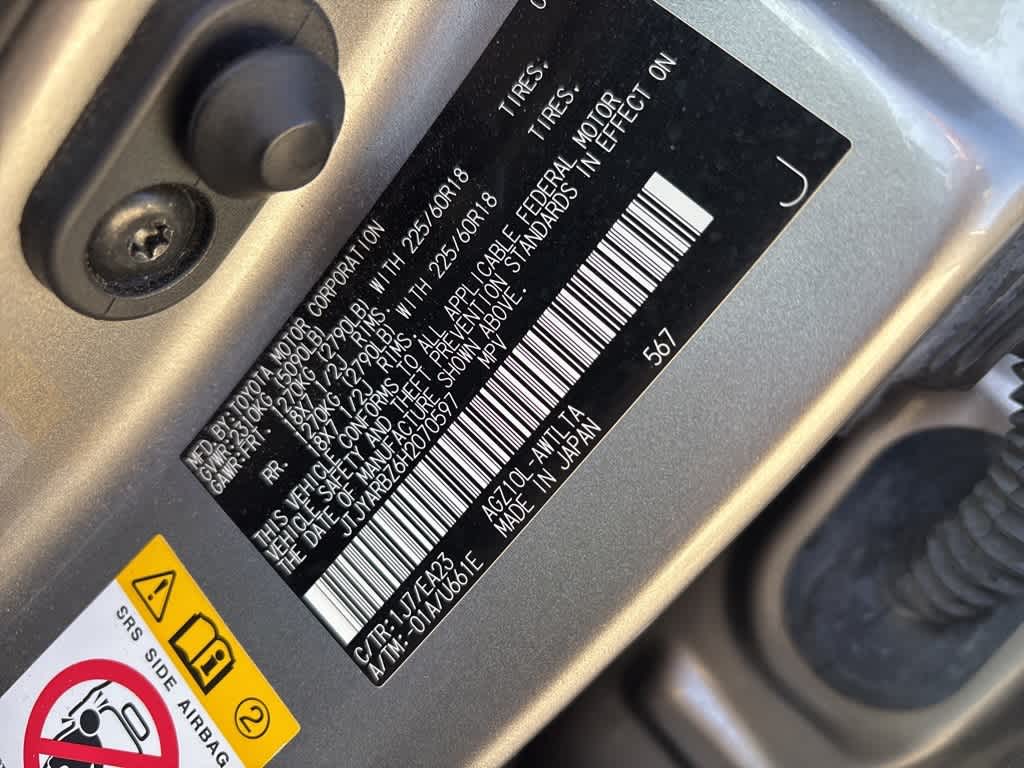 MFD.BY:TOYOTA MOTOR CORPORATION
GVWR:2310KG(5090LB)
GAWR:FRT. 1270KG(2790LB) WITH 225/60R18 TIRES.
18X7 1/2J RIMS
RR. 1270KG(2790LB) WITH 225/60R18 TIRES.
18X7 1/2J RIMS
THIS VEHICLE CONFORMS TO ALL APPLICABLE FEDERAL MOTOR
VEHICLE SAFETY AND THEFT PREVENTION STANDARDS IN EFFECT ON
THE DATE OF MANUFACTURE SHOWN ABOVE.
MPV
C/TR:1J7/EA23 AGZ10L-AWTLTA 567
A/TM:-01A/U661E MADE IN JAPAN
J
SRS SIDE AIRBAG
2